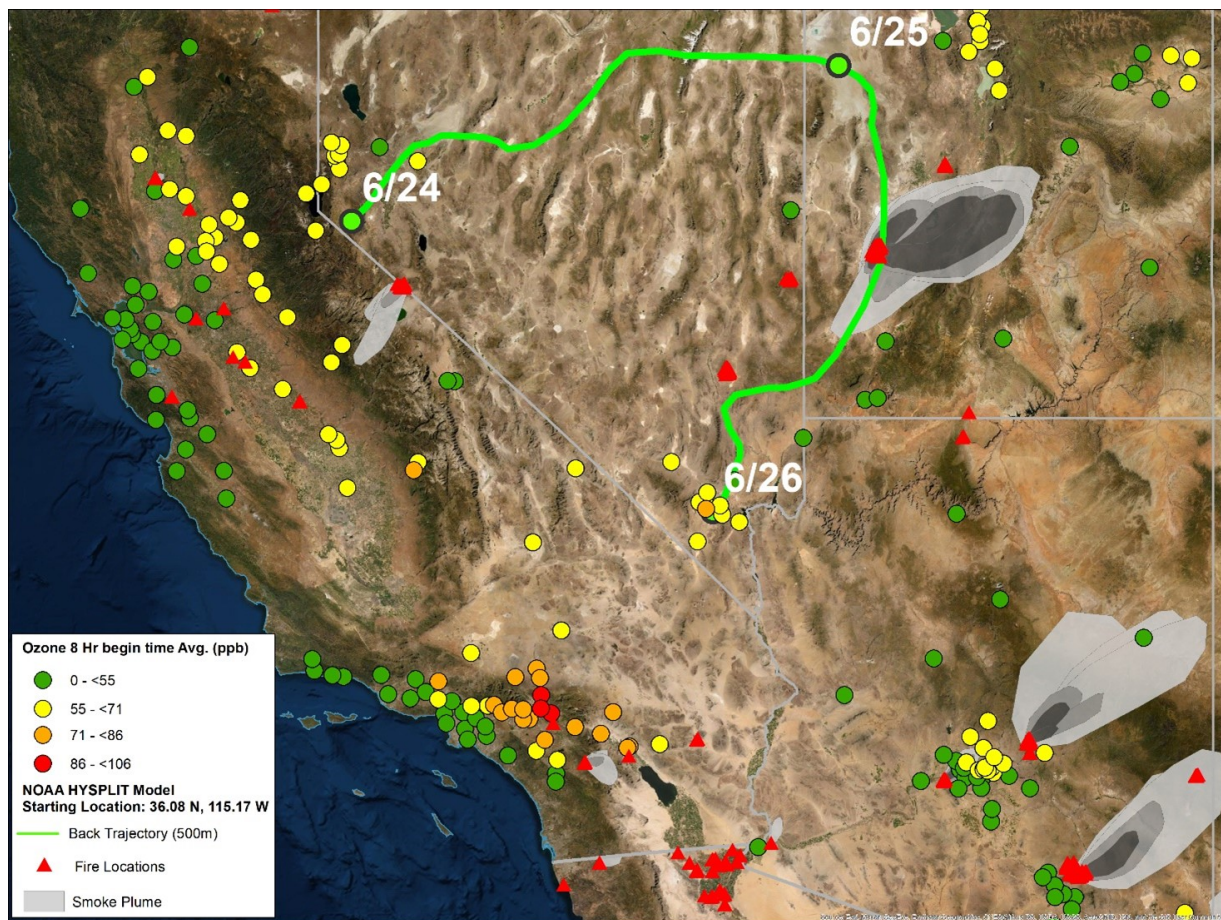 6/25
6/24
6/26
Ozone 8 Hr begin time Avg. (ppb)
0 - <55
55 - <71
71 - <86
86 - <106
NOAA HYSPLIT Model
Starting Location: 36.08 N, 115.17 W
Back Trajectory (500m)
Fire Locations
Smoke Plume